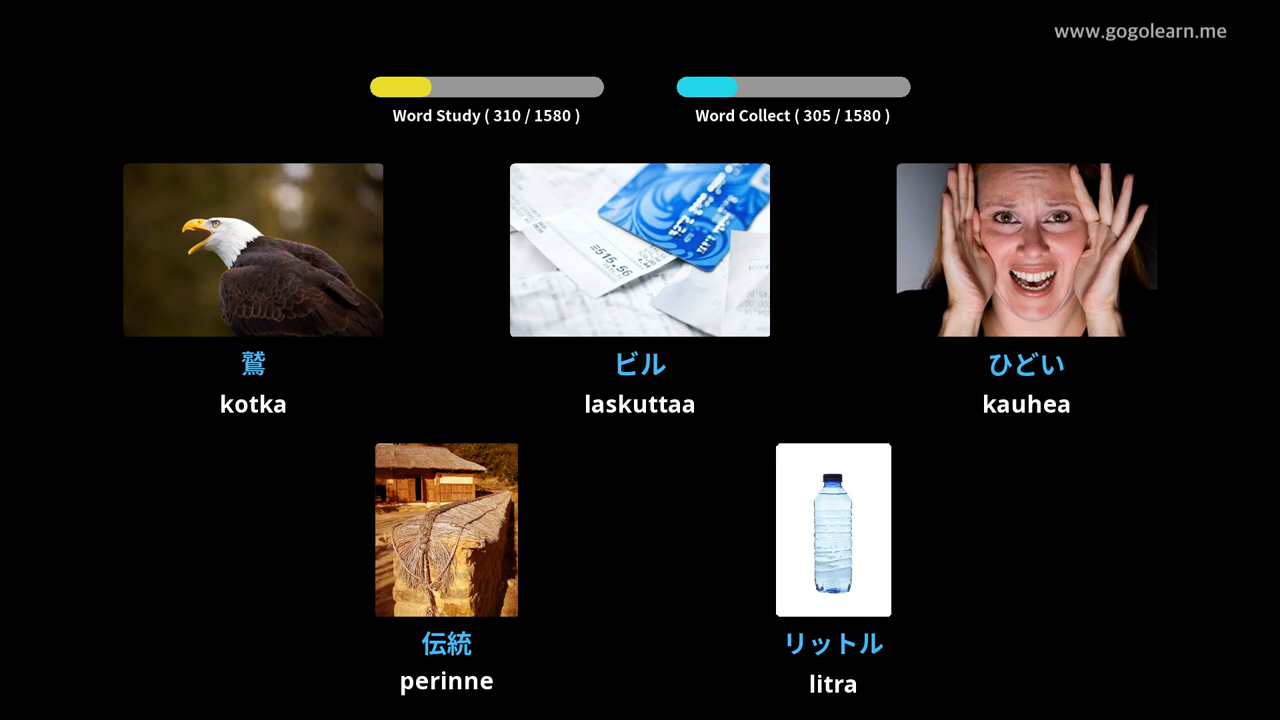 www.gogolearn.me
Word Study ( 310 / 1580 )
Word Collect ( 305 / 1580 )
鷲
ビル
ひどい
kotka
laskuttaa
kauhea
伝統
リットル
perinne
litra